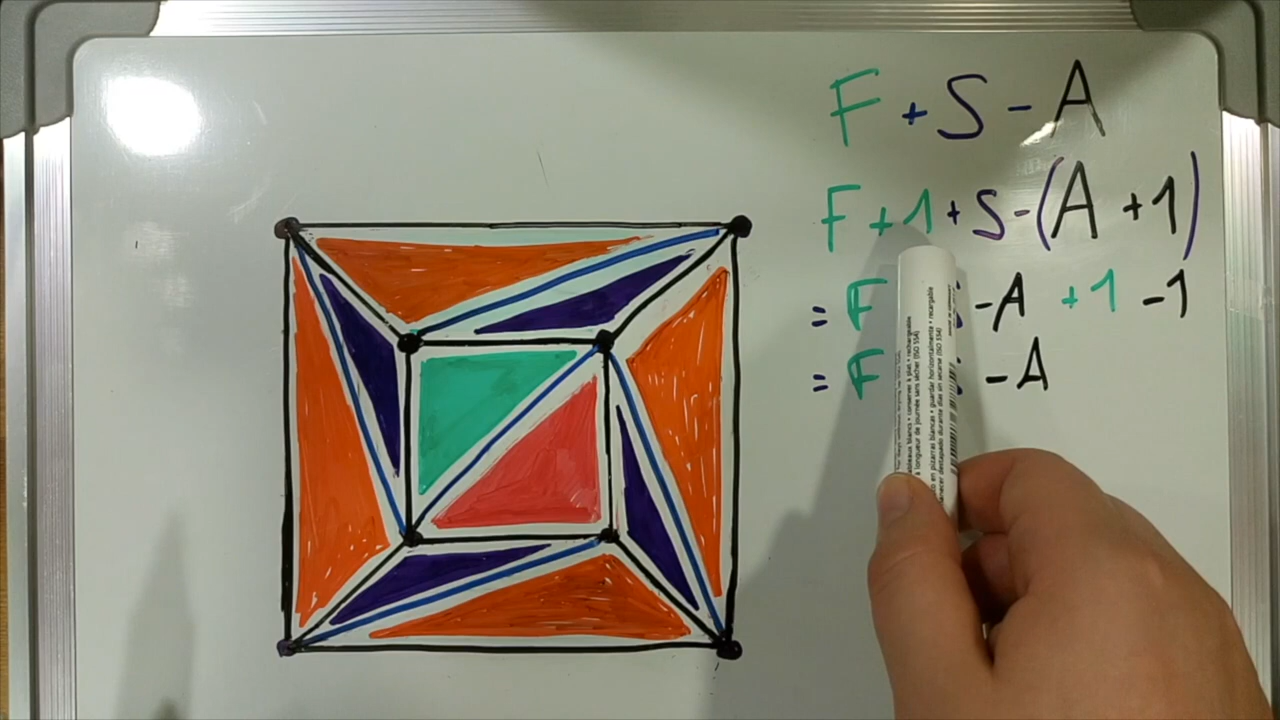 F + S - A
F + 1 + S - (A + 1)
= F - A + 1 - 1
= F - A